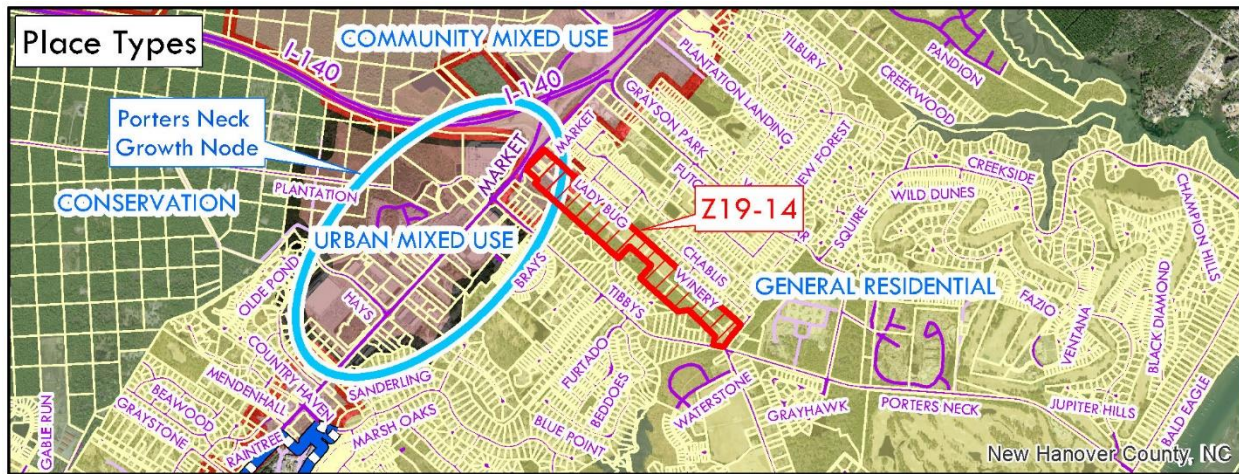 Place Types
I-140
COMMUNITY MIXED USE
I-140
Porters Neck
Growth Node
PLANTATION
CONSERVATION
URBAN MIXED USE
MARKET
MARKET
LADY BUG
GRAYSON PARK
PLANTATION LANDING
TILBURY
CREEKWOOD
PANDION
NEW FOREST
SQUIRE
WILD DUNES
CREEKSIDE
CHAMPION HILLS
Z19-14
CHABLIS
WINERY
GENERAL RESIDENTIAL
BRAYS
TIBBYS
OLDE POND
HAYS
FAZIO
VENTANA
BLACK DIAMOND
COUNTRY HAVEN
SANDERLING
FURTADO
BEDDOES
WATERSTONE
GRAYHAWK
PORTERS NECK
JUPITER HILLS
BALD EAGLE
MENDENHALL
BEAWOOD
GRAYSTONE
GABLE RUN
RAINTREE
MARSH OAKS
BLUE POINT
New Hanover County, NC